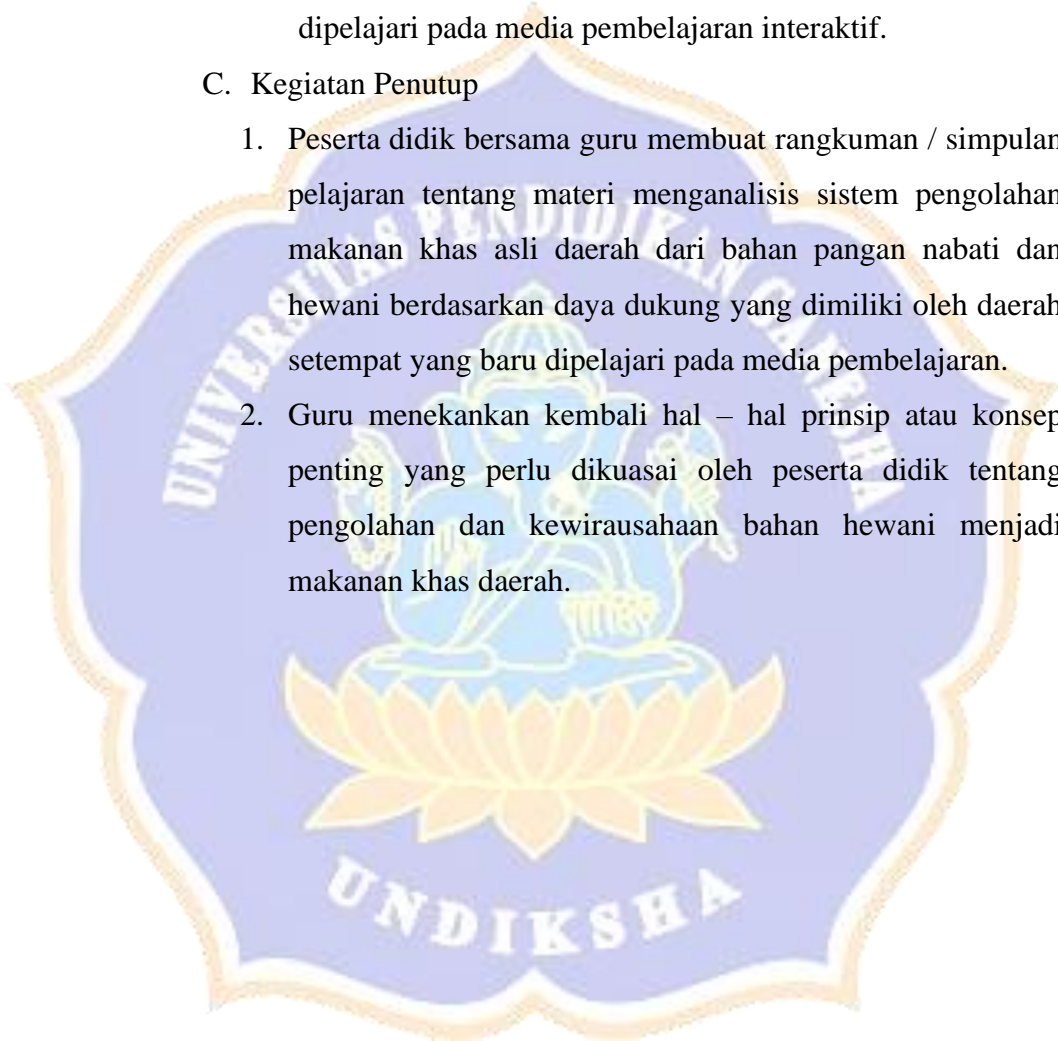 dipelajari pada media pembelajaran interaktif.
C. Kegiatan Penutup
1. Peserta didik bersama guru membuat rangkuman / simpulan
pelajaran tentang materi menganalisis sistem pengolahan
makanan khas asli daerah dari bahan pangan nabati dan
hewani berdasarkan daya dukung yang dimiliki oleh daerah
setempat yang baru dipelajari pada media pembelajaran.
2. Guru menekankan kembali hal – hal prinsip atau konsep
penting yang perlu dikuasai oleh peserta didik tentang
pengolahan dan kewirausahaan bahan hewani menjadi
makanan khas daerah.
UNIVERSITAS PENDIDIKAN GANESHA
UNDIKSHA